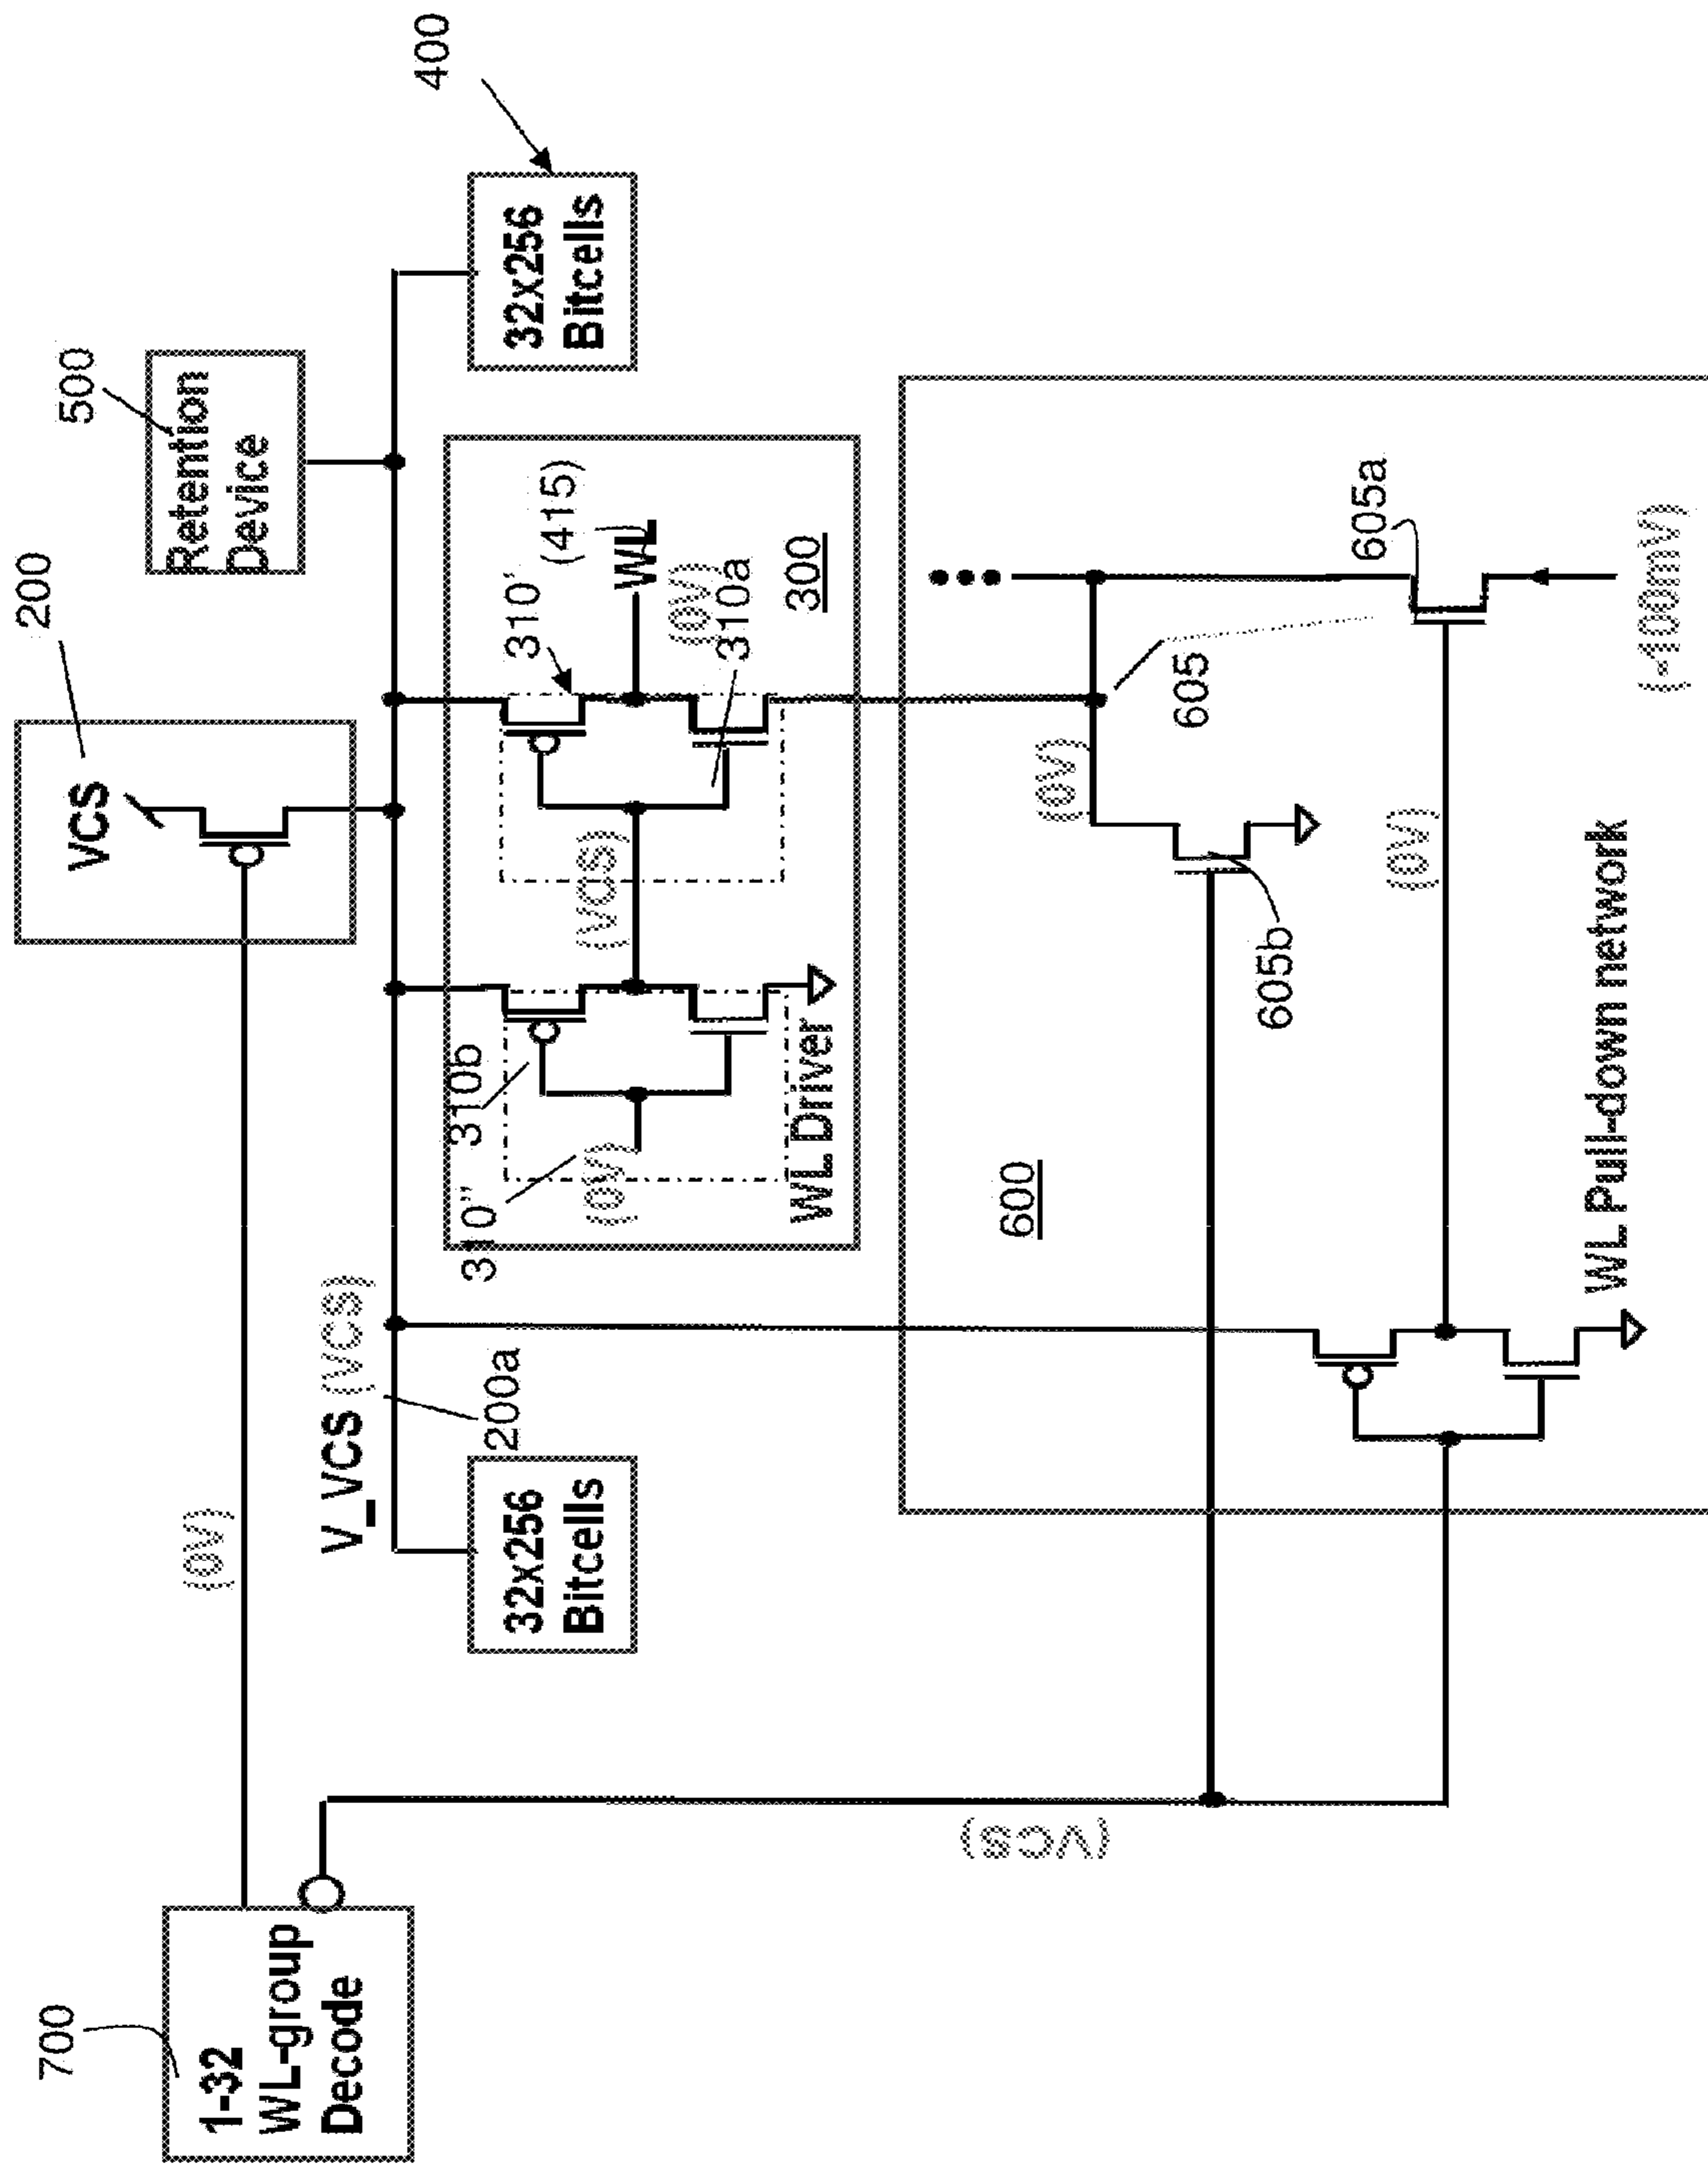 700
1-32
WL-group
Decode
(0V)
200
VCS
500
Retention
Device
400
V_VCS (VCS)
200a
32x256
Bitcells
32x256
Bitcells
310b
310"
(0V)
(VCS)
310'
(415)
WL
(0V)
310a
300
WL Driver
(VCS)
600
(0V)
605
605a
605b
(0V)
(-100mV)
WL Pull-down network